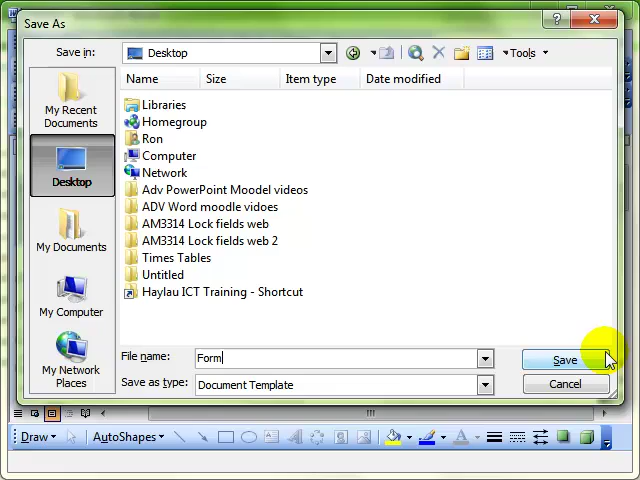 Save As
Save in: Desktop Tools
Name Size Item type Date modified
My Recent
Documents
Desktop
My Documents
My Computer
My Network
Places
Libraries
Homegroup
Ron
Computer
Network
Adv PowerPoint Moodel videos
ADV Word moodle vidoes
AM3314 Lock fields web
AM3314 Lock fields web 2
Times Tables
Untitled
Haylau ICT Training - Shortcut
File name: Form Save
Save as type: Document Template Cancel
Draw AutoShapes